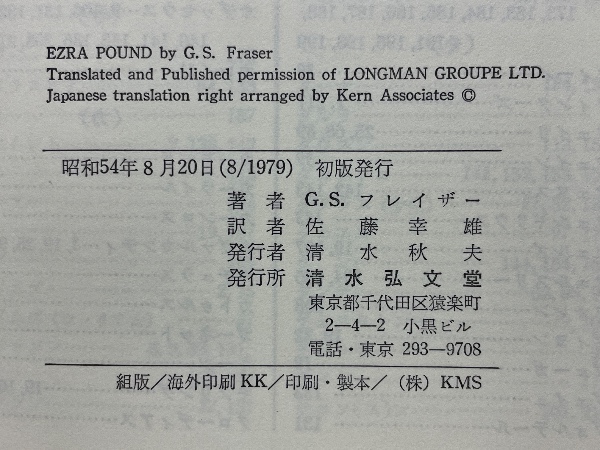 EZRA POUND by G. S. Fraser
Translated and Published permission of LONGMAN GROUPE LTD.
Japanese translation right arranged by Kern Associates ©
昭和54年8月20日(8/1979) 初版発行
著者 G.S. フレイザー
訳者 佐藤幸雄
発行者 清水秋夫
発行所 清水弘文堂
東京都千代田区猿楽町
2―4―2 小黒ビル
電話・東京 293―9708
組版/海外印刷KK/印刷・製本/(株)KMS